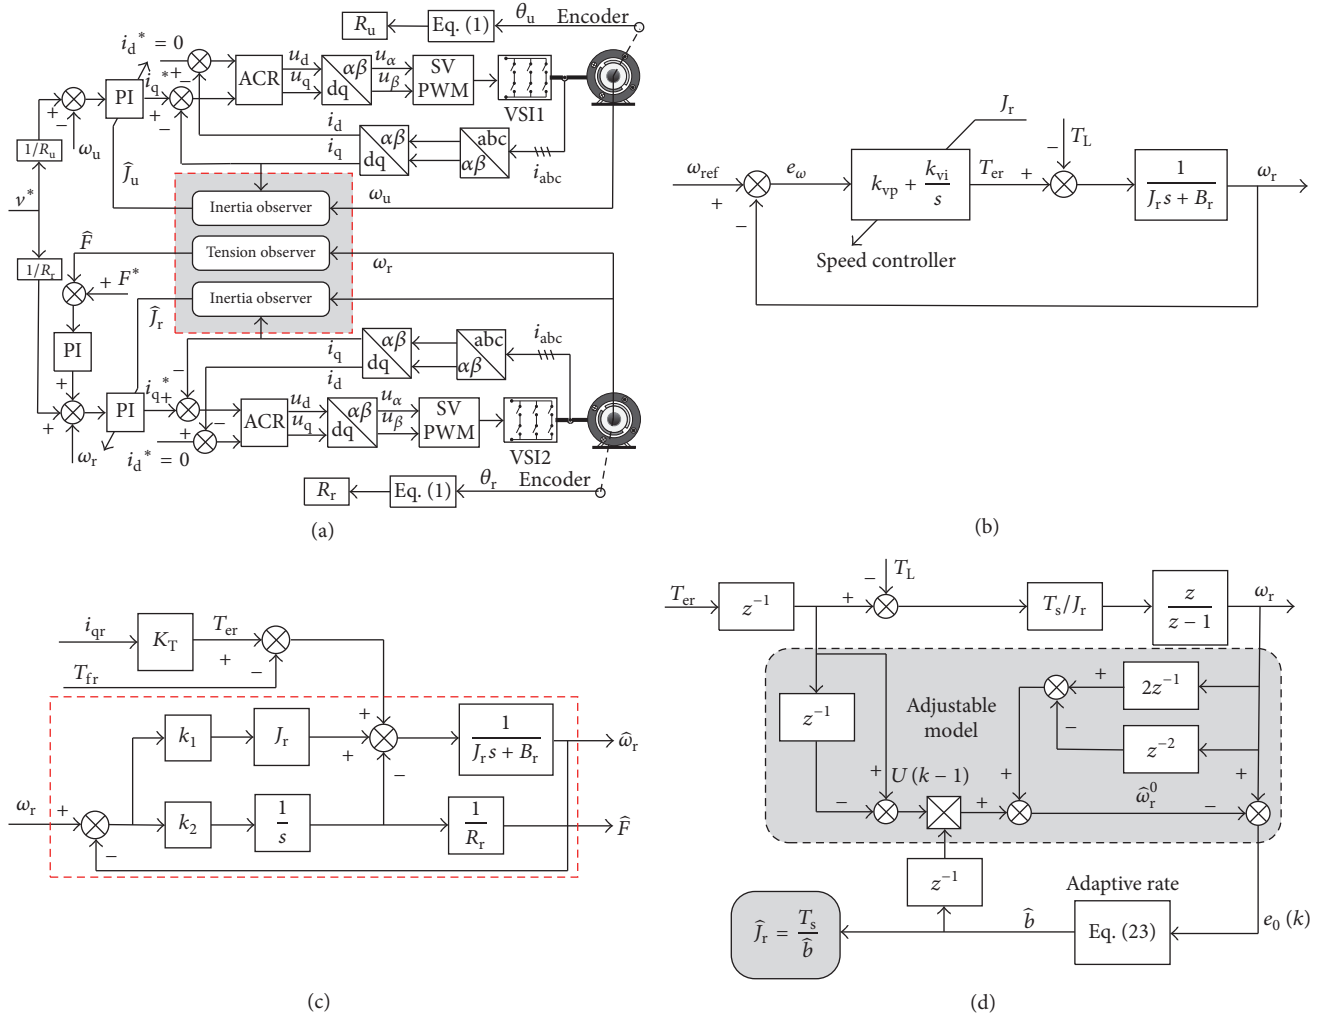 R_u
Eq. (1)
θ_u
Encoder
i_d* = 0
i_q*
+
−
PI
ACR
u_d
u_q
αβ
dq
u_α
u_β
SV
PWM
VSI1
+
−
+
−
1/R_u
ω_u
i_d
i_q
αβ
dq
abc
αβ
i_abc
Ĵ_u
v*
Inertia observer
ω_u
F̂
Tension observer
ω_r
1/R_r
+ F*
Inertia observer
Ĵ_r
PI
+
i_q
i_d
αβ
dq
abc
αβ
i_abc
−
+
PI
i_q*
+
−
+
ACR
u_d
u_q
αβ
dq
u_α
u_β
SV
PWM
VSI2
−
ω_r
i_d* = 0
R_r
Eq. (1)
θ_r
Encoder
(a)
J_r
T_L
−
ω_ref
+
−
e_ω
k_vp + k_vi/s
T_er
+
1
J_r s + B_r
ω_r
Speed controller
(b)
i_qr
K_T
T_er
+
−
T_fr
k_1
J_r
+
+
−
1
J_r s + B_r
ω̂_r
ω_r
+
−
k_2
1
s
1
R_r
F̂
(c)
T_er
z⁻¹
+
−
T_L
T_s/J_r
z
z − 1
ω_r
z⁻¹
Adjustable
model
+
−
2z⁻¹
z⁻²
+
−
U (k − 1)
+
+
ω̂_r⁰
−
+
z⁻¹
Adaptive rate
Ĵ_r = T_s/b̂
b̂
Eq. (23)
e_0 (k)
(d)